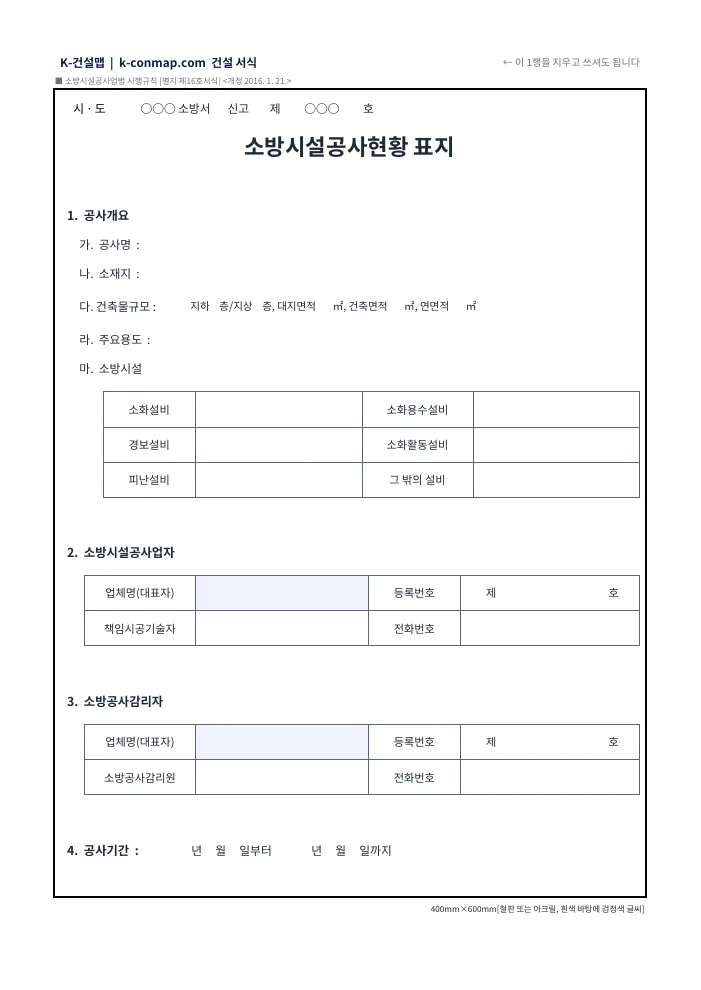 K-건설맵 | k-conmap.com 건설 서식 ← 이 1행을 지우고 쓰셔도 됩니다
■ 소방시설공사업법 시행규칙 [별지 제16호서식] <개정 2016. 1. 21.>
시 · 도 ○○○ 소방서 신고 제 ○○○ 호
소방시설공사현황 표지
1. 공사개요
가. 공사명 :
나. 소재지 :
다. 건축물규모 : 지하 층/지상 층, 대지면적 ㎡, 건축면적 ㎡, 연면적 ㎡
라. 주요용도 :
마. 소방시설
소화설비 소화용수설비
경보설비 소화활동설비
피난설비 그 밖의 설비
2. 소방시설공사업자
업체명(대표자) 등록번호 제 호
책임시공기술자 전화번호
3. 소방공사감리자
업체명(대표자) 등록번호 제 호
소방공사감리원 전화번호
4. 공사기간 : 년 월 일부터 년 월 일까지
400mm×600mm[철판 또는 아크릴, 흰색 바탕에 검정색 글씨]